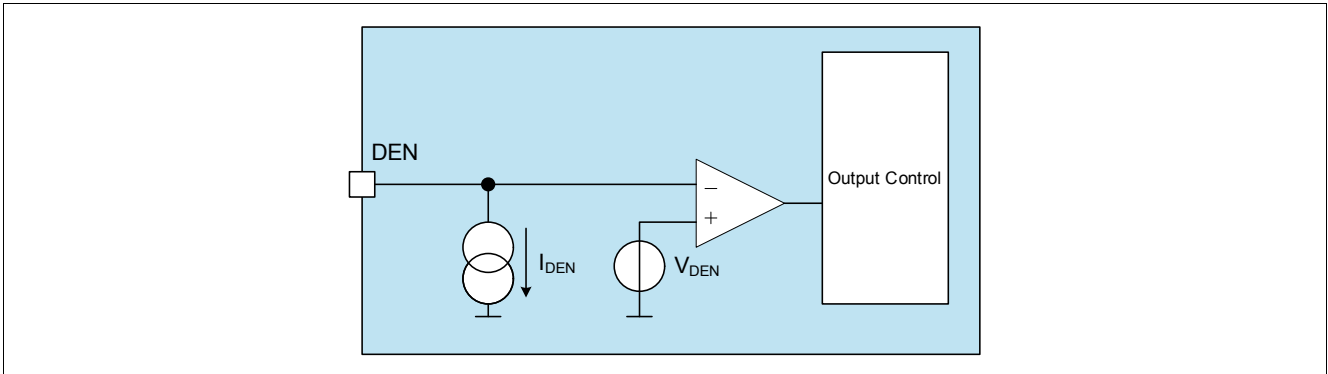 DEN
Output Control
−
+
IDEN
VDEN